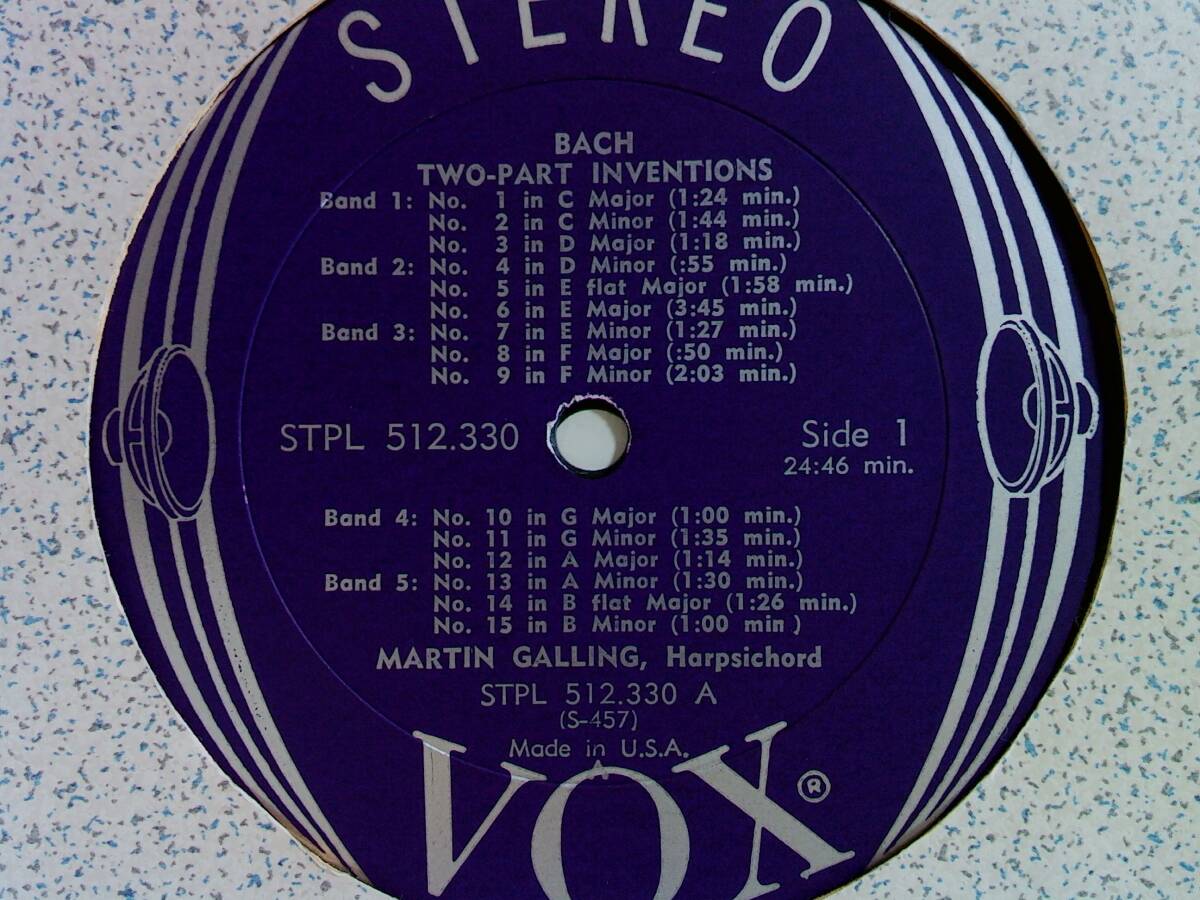 STEREO
BACH
TWO-PART INVENTIONS
Band 1: No. 1 in C Major (1:24 min.)
No. 2 in C Minor (1:44 min.)
No. 3 in D Major (1:18 min.)
Band 2: No. 4 in D Minor (:55 min.)
No. 5 in E flat Major (1:58 min.)
No. 6 in E Major (3:45 min.)
Band 3: No. 7 in E Minor (1:27 min.)
No. 8 in F Major (:50 min.)
No. 9 in F Minor (2:03 min.)
STPL 512.330 Side 1
24:46 min.
Band 4: No. 10 in G Major (1:00 min.)
No. 11 in G Minor (1:35 min.)
No. 12 in A Major (1:14 min.)
Band 5: No. 13 in A Minor (1:30 min.)
No. 14 in B flat Major (1:26 min.)
No. 15 in B Minor (1:00 min )
MARTIN GALLING, Harpsichord
STPL 512.330 A
(S-457)
Made in U.S.A.
VOX ®